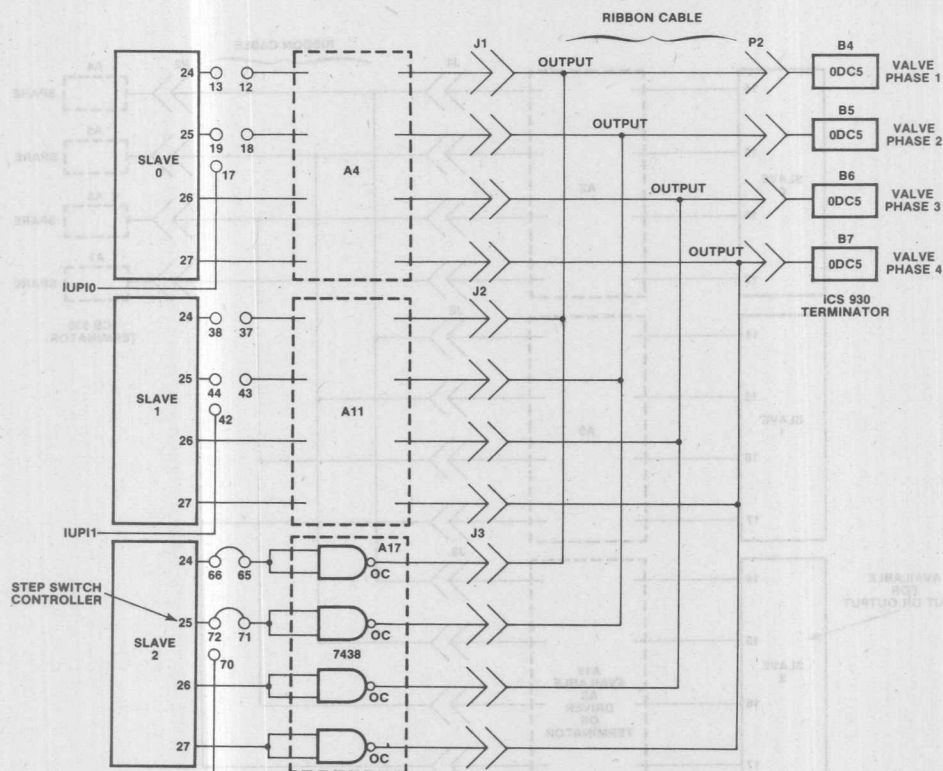 RIBBON CABLE
J1
P2
B4
24
13
12
OUTPUT
0DC5
VALVE
PHASE 1
B5
25
19
18
OUTPUT
0DC5
VALVE
PHASE 2
SLAVE
0
17
A4
B6
26
OUTPUT
0DC5
VALVE
PHASE 3
B7
27
OUTPUT
0DC5
VALVE
PHASE 4
IUPI0
J2
ICS 930
TERMINATOR
24
38
37
25
44
43
SLAVE
1
42
A11
26
27
IUPI1
J3
A17
24
66
65
OC
STEP SWITCH
CONTROLLER
25
72
71
OC
SLAVE
2
70
7438
26
OC
27
OC